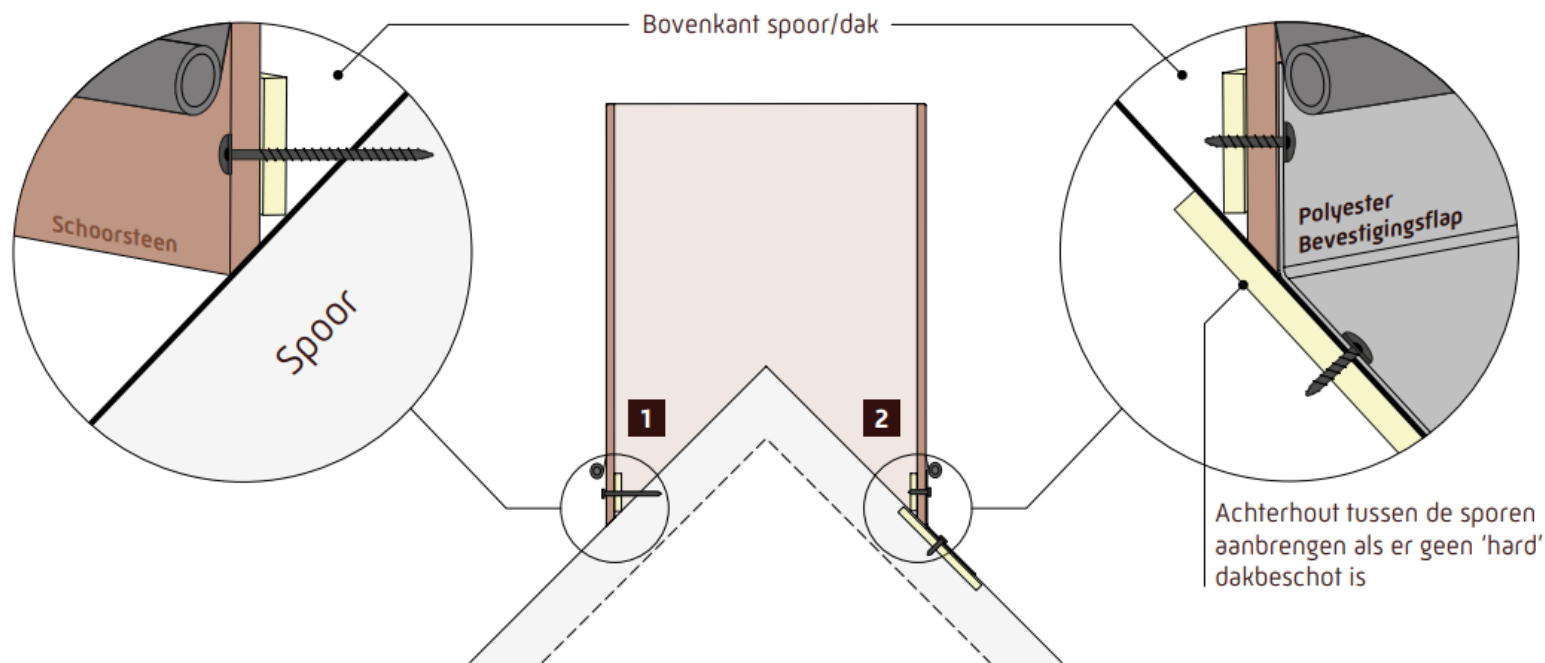 Bovenkant spoor/dak
Schoorsteen
Spoor
1
2
Polyester
Bevestigingsflap
Achterhout tussen de sporen
aanbrengen als er geen 'hard'
dakbeschot is